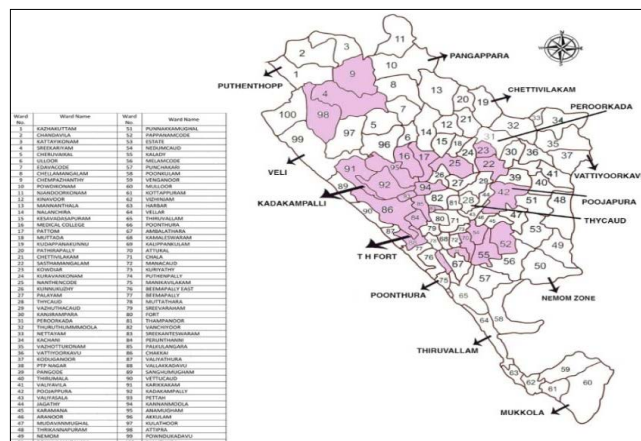 Ward No. Ward Name Ward No. Ward Name
1 KAZHAKUTTAM 51 PUNNAKKAMUGHAL
2 CHANDAVILA 52 PAPPANAMCODE
3 KATTAYIKONAM 53 ESTATE
4 SREEKARIYAM 54 NEDUMCAUD
5 CHERUVAIKAL 55 KALADY
6 ULLOOR 56 MELAMCODE
7 EDAVACODE 57 PUNCHAKARI
8 CHELLAMANGALAM 58 POONKULAM
9 CHEMPAZHANTHY 59 VENGANOOR
10 POWDIKONAM 60 MULLOOR
11 NJANDOORKONAM 61 KOTTAPURAM
12 KINAVOOR 62 VIZHINJAM
13 MANNANTHALA 63 HARBAR
14 NALANCHIRA 64 VELLAR
15 KESAVADASAPURAM 65 THIRUVALLAM
16 MEDICAL COLLEGE 66 POONTHURA
17 PATTOM 67 AMBALATHARA
18 MUTTADA 68 KAMALESWARAM
19 KUDAPPANAKUNNU 69 KALIPPANKULAM
20 PATHIRAPALLY 70 ATTUKAL
21 CHETTIVILAKAM 71 CHALA
22 SASTHAMANGALAM 72 MANACAUD
23 KOWDIAR 73 KURIYATHY
24 KURAVANKONAM 74 PUTHENPALLY
25 NANTHENCODE 75 MANIKAVILAKAM
26 KUNNUKUZHY 76 BEEMAPALLY EAST
27 PALAYAM 77 BEEMAPALLY
28 THYCAUD 78 MUTTATHARA
29 VAZHUTHACAUD 79 SREEVARAHAM
30 KANJIRAMPARA 80 FORT
31 PEROORKADA 81 THAMPANOOR
32 THURUTHUMMMOOLA 82 VANCHIYOOR
33 NETTAYAM 83 SREEKANTESWARAM
34 KACHANI 84 PERUNTHANNI
35 VAZHOTTUKONAM 85 PALKULANGARA
36 VATTIYOORKAVU 86 CHAKKAI
37 KODUGANOOR 87 VALIYATHURA
38 PTP NAGAR 88 VALLAKKADAVU
39 PANGODE 89 SANGHUMUGHAM
40 THIRUMALA 90 VETTUCAUD
41 VALIYAVILA 91 KARIKKAKAM
42 POOJAPPURA 92 KADAKAMPALLY
43 VALIYASALA 93 PETTAH
44 JAGATHY 94 KANNANMOOLA
45 KARAMANA 95 ANAMUGHAM
46 ARANOOR 96 AKKULAM
47 MUDAVANMUGHAL 97 KULATHOOR
48 THRIKANNAPURAM 98 ATTIPRA
49 NEMOM 99 POWNDUKADAVU
PANGAPPARA
PUTHENTHOPP
CHETTIVILAKAM
PEROORKADA
VELI
VATTIYOORKAVU
KADAKAMPALLI
POOJAPURA
THYCAUD
T H FORT
NEMOM ZONE
POONTHURA
THIRUVALLAM
MUKKOLA